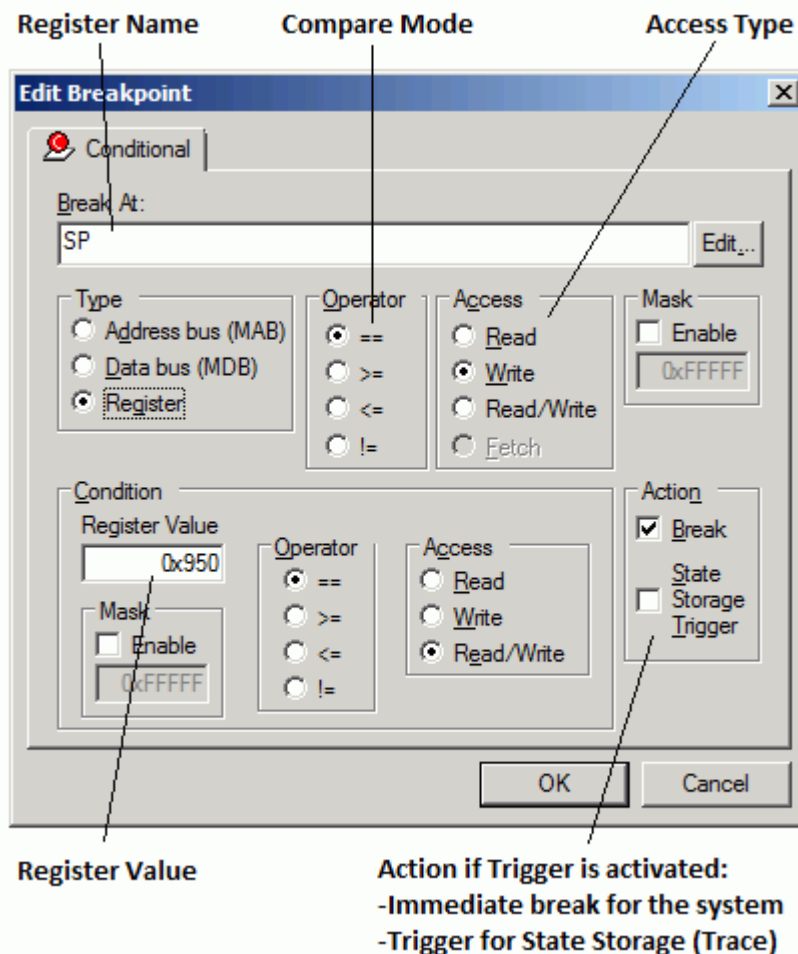 Register Name Compare Mode Access Type
Edit Breakpoint
Conditional
Break At:
SP
Edit...
Type
Address bus (MAB)
Data bus (MDB)
Register
Operator
==
>=
<=
!=
Access
Read
Write
Read/Write
Fetch
Mask
Enable
0xFFFFF
Condition
Register Value
0x950
Mask
Enable
0xFFFFF
Operator
==
>=
<=
!=
Access
Read
Write
Read/Write
Action
Break
State
Storage
Trigger
OK Cancel
Register Value
Action if Trigger is activated:
-Immediate break for the system
-Trigger for State Storage (Trace)